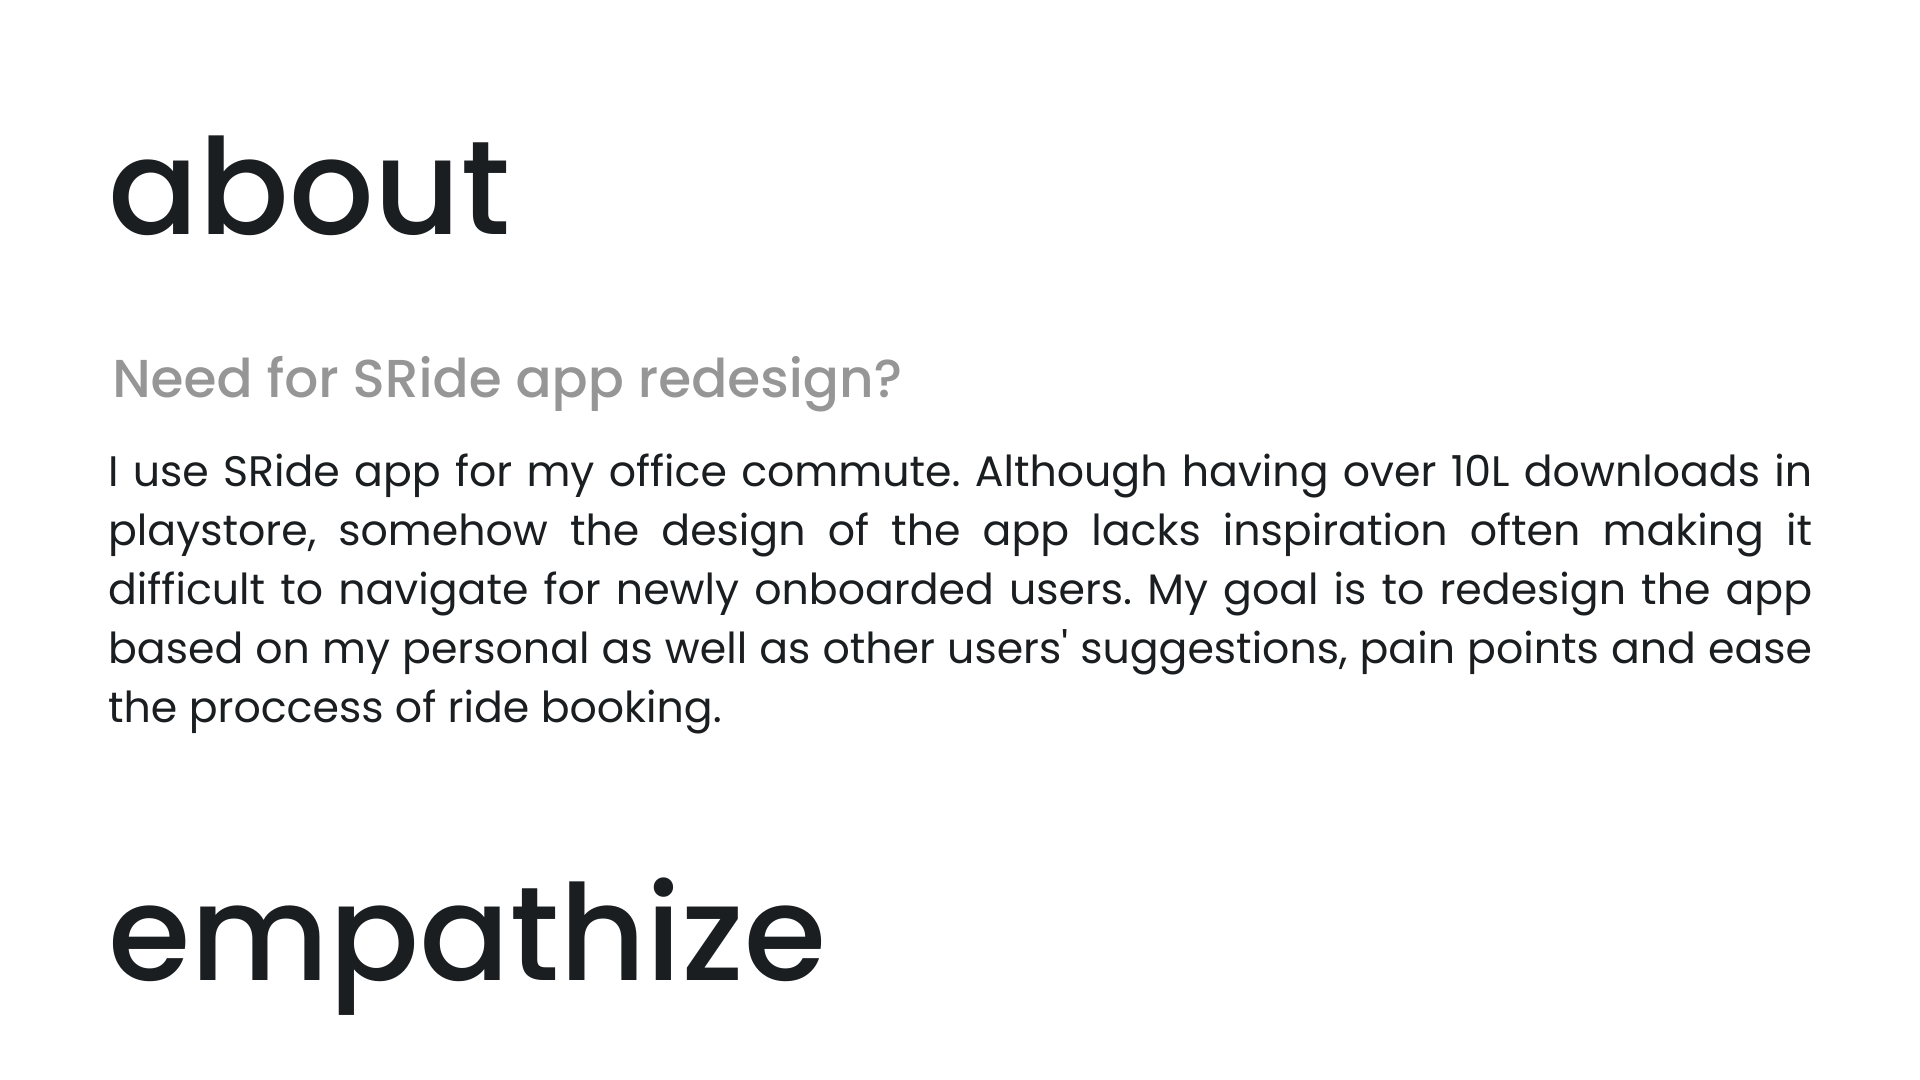 about
Need for SRide app redesign?
I use SRide app for my office commute. Although having over 10L downloads in
playstore, somehow the design of the app lacks inspiration often making it
difficult to navigate for newly onboarded users. My goal is to redesign the app
based on my personal as well as other users' suggestions, pain points and ease
the proccess of ride booking.
empathize